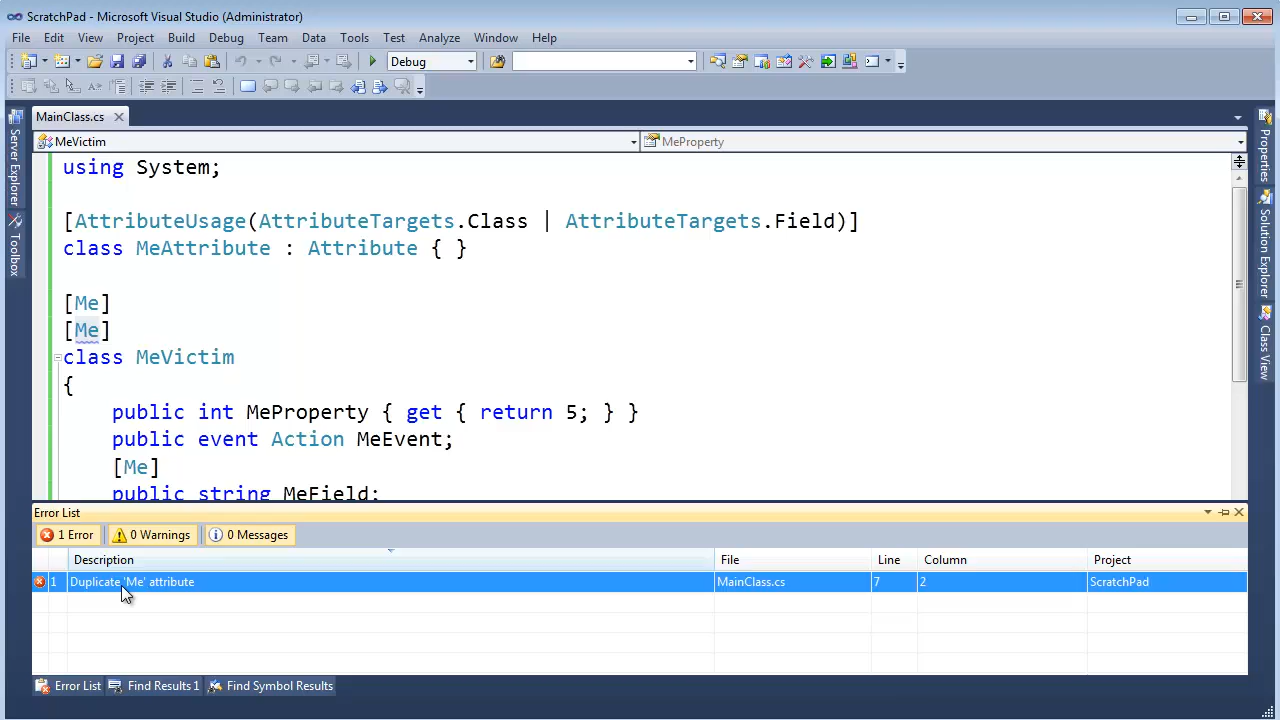 ScratchPad - Microsoft Visual Studio (Administrator)
File Edit View Project Build Debug Team Data Tools Test Analyze Window Help
Debug
MainClass.cs
MeVictim MeProperty
using System;
[AttributeUsage(AttributeTargets.Class | AttributeTargets.Field)]
class MeAttribute : Attribute { }
[Me]
[Me]
class MeVictim
{
public int MeProperty { get { return 5; } }
public event Action MeEvent;
[Me]
public string MeField;
Server Explorer
Toolbox
Properties
Solution Explorer
Class View
Error List
1 Error 0 Warnings 0 Messages
Description File Line Column Project
1 Duplicate 'Me' attribute MainClass.cs 7 2 ScratchPad
Error List Find Results 1 Find Symbol Results